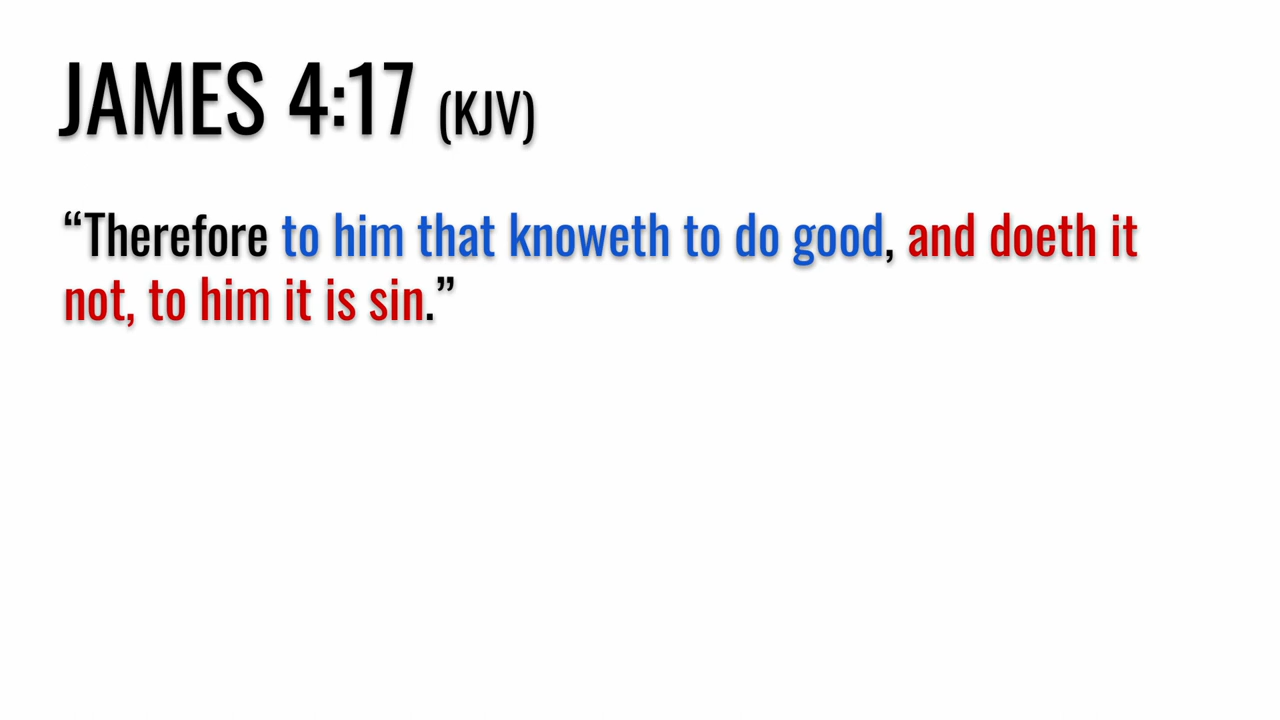 JAMES 4:17 (KJV)
“Therefore to him that knoweth to do good, and doeth it
not, to him it is sin.”